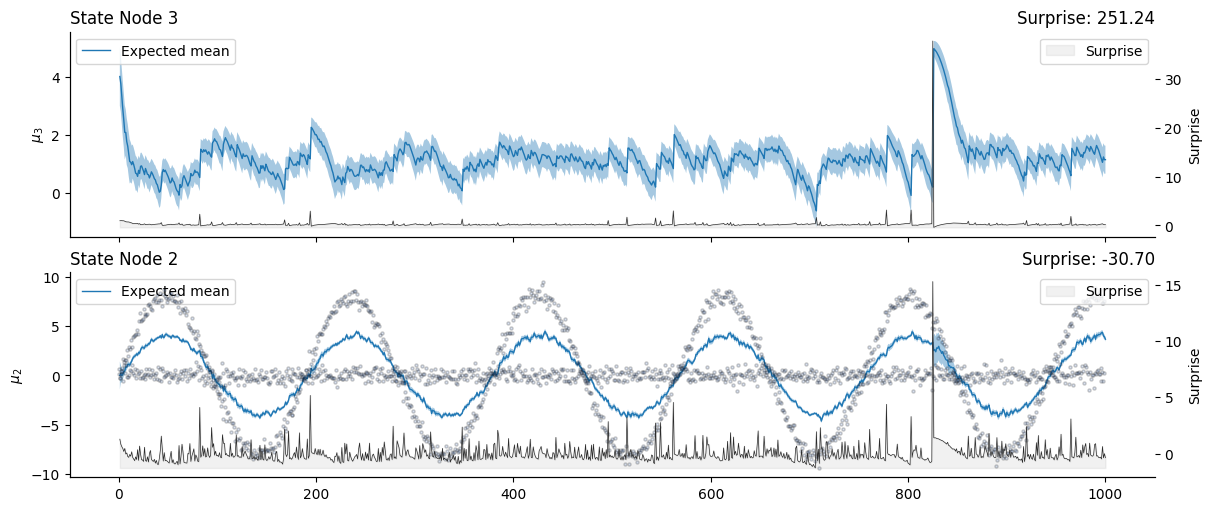 State Node 3
Surprise: 251.24
Expected mean
Surprise
4
2
0
μ3
30
20
10
0
Surprise
State Node 2
Surprise: -30.70
Expected mean
Surprise
10
5
0
−5
−10
μ2
15
10
5
0
Surprise
0
200
400
600
800
1000